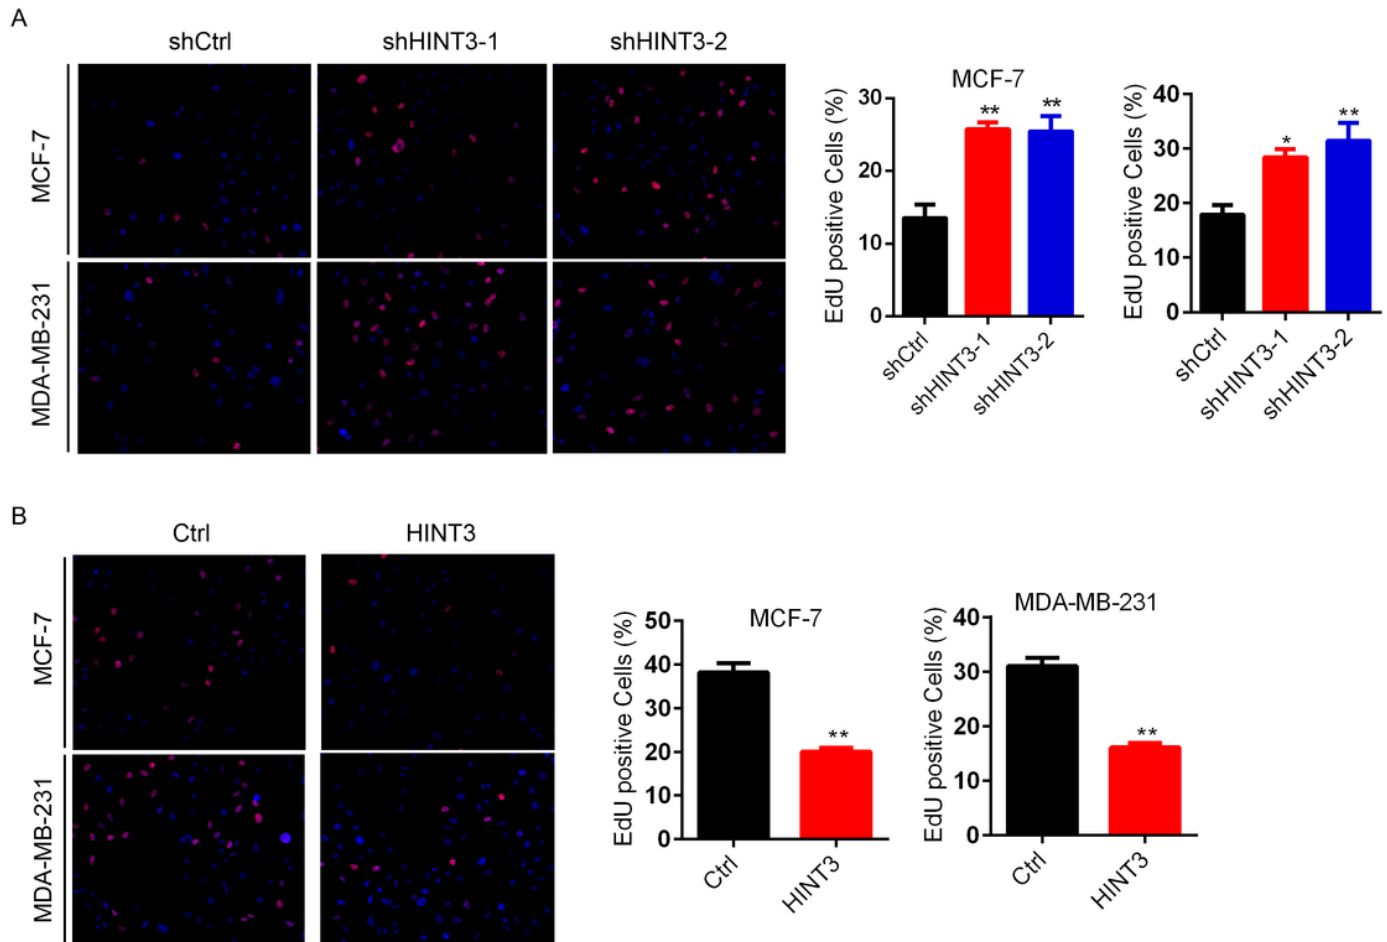 A
shCtrl shHINT3-1 shHINT3-2
MCF-7
MDA-MB-231
MCF-7
EdU positive Cells (%)
30
20
10
0
** **
shCtrl
shHINT3-1
shHINT3-2
EdU positive Cells (%)
40
30
20
10
0
* **
shCtrl
shHINT3-1
shHINT3-2
B
Ctrl HINT3
MCF-7
MDA-MB-231
MCF-7
EdU positive Cells (%)
50
40
30
20
10
0
**
Ctrl
HINT3
MDA-MB-231
EdU positive Cells (%)
40
30
20
10
0
**
Ctrl
HINT3